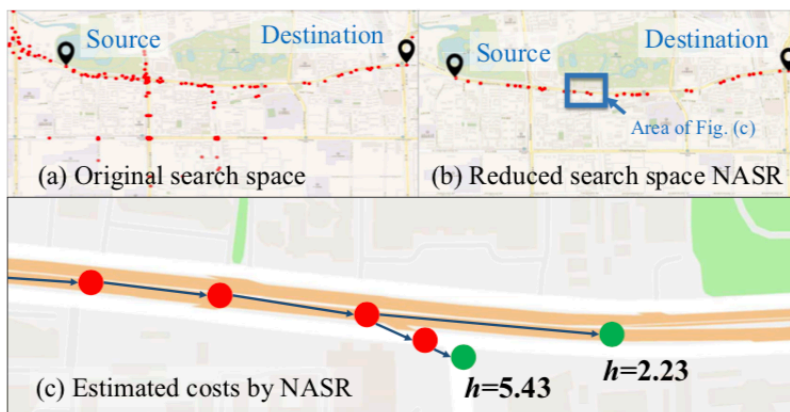 Source
Destination
(a) Original search space
Source
Destination
Area of Fig. (c)
(b) Reduced search space NASR
h=5.43
h=2.23
(c) Estimated costs by NASR